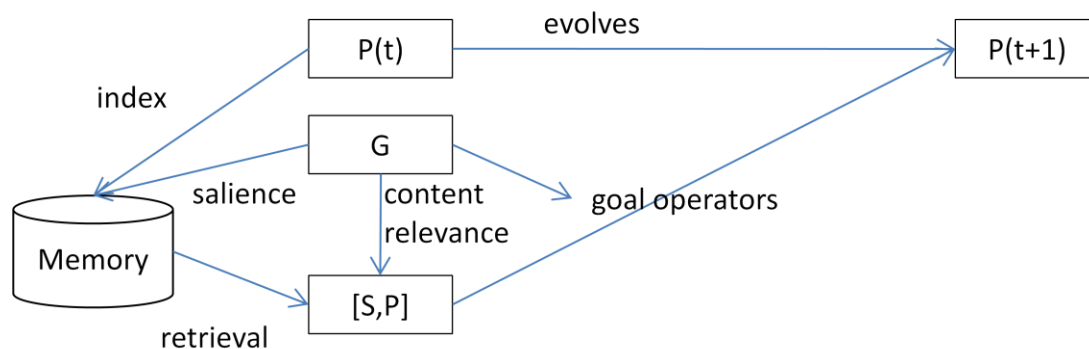 evolves
P(t)
P(t+1)
index
G
salience
content
relevance
goal operators
Memory
[S,P]
retrieval